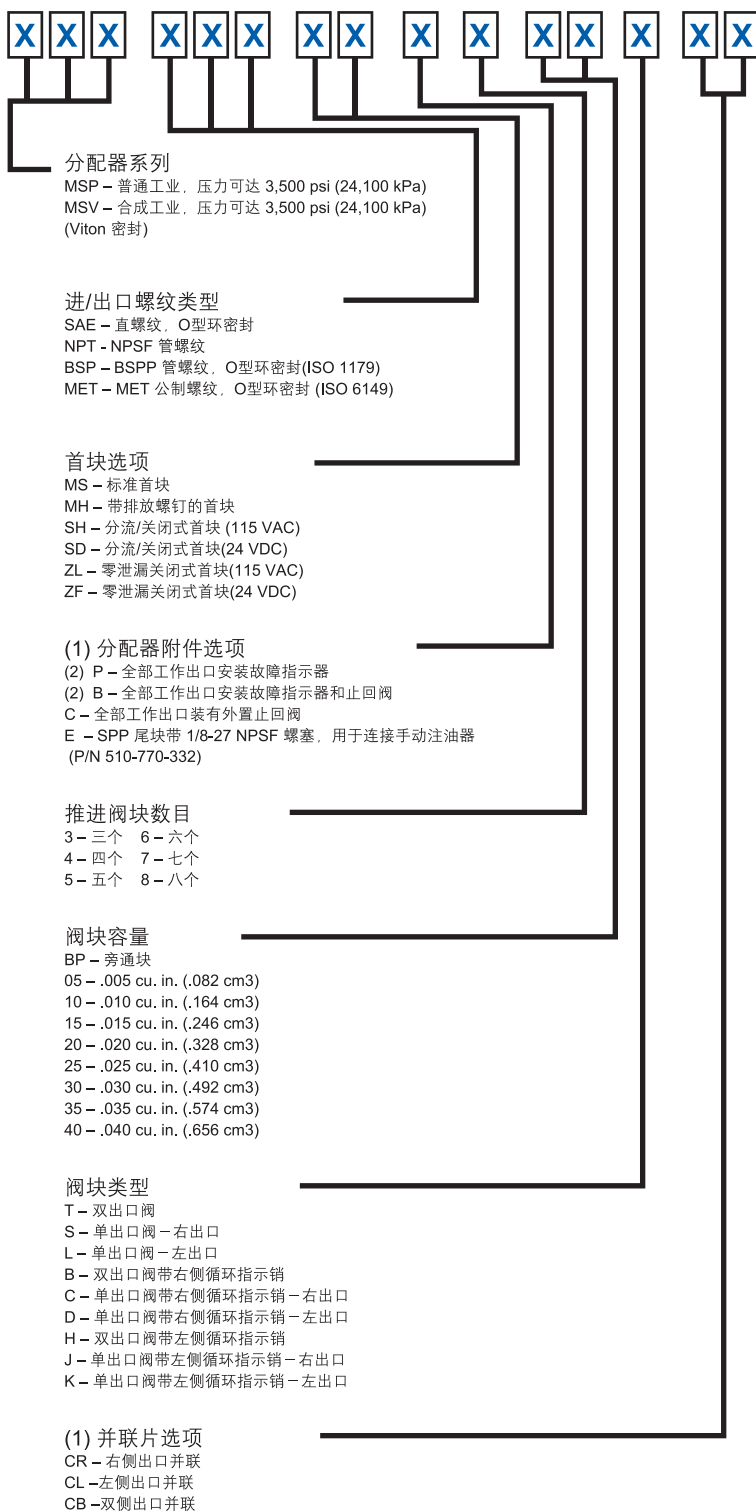 X X X X X X X X X X X X X X X
分配器系列
MSP – 普通工业，压力可达 3,500 psi (24,100 kPa)
MSV – 合成工业，压力可达 3,500 psi (24,100 kPa)
(Viton 密封)
进/出口螺纹类型
SAE – 直螺纹，O型环密封
NPT - NPSF 管螺纹
BSP – BSPP 管螺纹，O型环密封(ISO 1179)
MET – MET 公制螺纹，O型环密封 (ISO 6149)
首块选项
MS – 标准首块
MH – 带排放螺钉的首块
SH – 分流/关闭式首块 (115 VAC)
SD – 分流/关闭式首块(24 VDC)
ZL – 零泄漏关闭式首块(115 VAC)
ZF – 零泄漏关闭式首块(24 VDC)
(1) 分配器附件选项
(2) P – 全部工作出口安装故障指示器
(2) B – 全部工作出口安装故障指示器和止回阀
C – 全部工作出口装有外置止回阀
E – SPP 尾块带 1/8-27 NPSF 螺塞，用于连接手动注油器
(P/N 510-770-332)
推进阀块数目
3 – 三个 6 – 六个
4 – 四个 7 – 七个
5 – 五个 8 – 八个
阀块容量
BP – 旁通块
05 – .005 cu. in. (.082 cm3)
10 – .010 cu. in. (.164 cm3)
15 – .015 cu. in. (.246 cm3)
20 – .020 cu. in. (.328 cm3)
25 – .025 cu. in. (.410 cm3)
30 – .030 cu. in. (.492 cm3)
35 – .035 cu. in. (.574 cm3)
40 – .040 cu. in. (.656 cm3)
阀块类型
T – 双出口阀
S – 单出口阀－右出口
L – 单出口阀－左出口
B – 双出口阀带右侧循环指示销
C – 单出口阀带右侧循环指示销－右出口
D – 单出口阀带右侧循环指示销－左出口
H – 双出口阀带左侧循环指示销
J – 单出口阀带左侧循环指示销－右出口
K – 单出口阀带左侧循环指示销－左出口
(1) 并联片选项
CR – 右侧出口并联
CL –左侧出口并联
CB –双侧出口并联